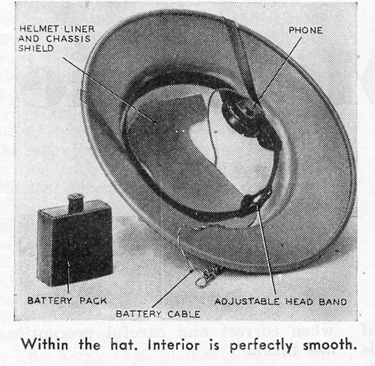 HELMET LINER
AND CHASSIS
SHIELD
PHONE
BATTERY PACK
BATTERY CABLE
ADJUSTABLE HEAD BAND
Within the hat. Interior is perfectly smooth.